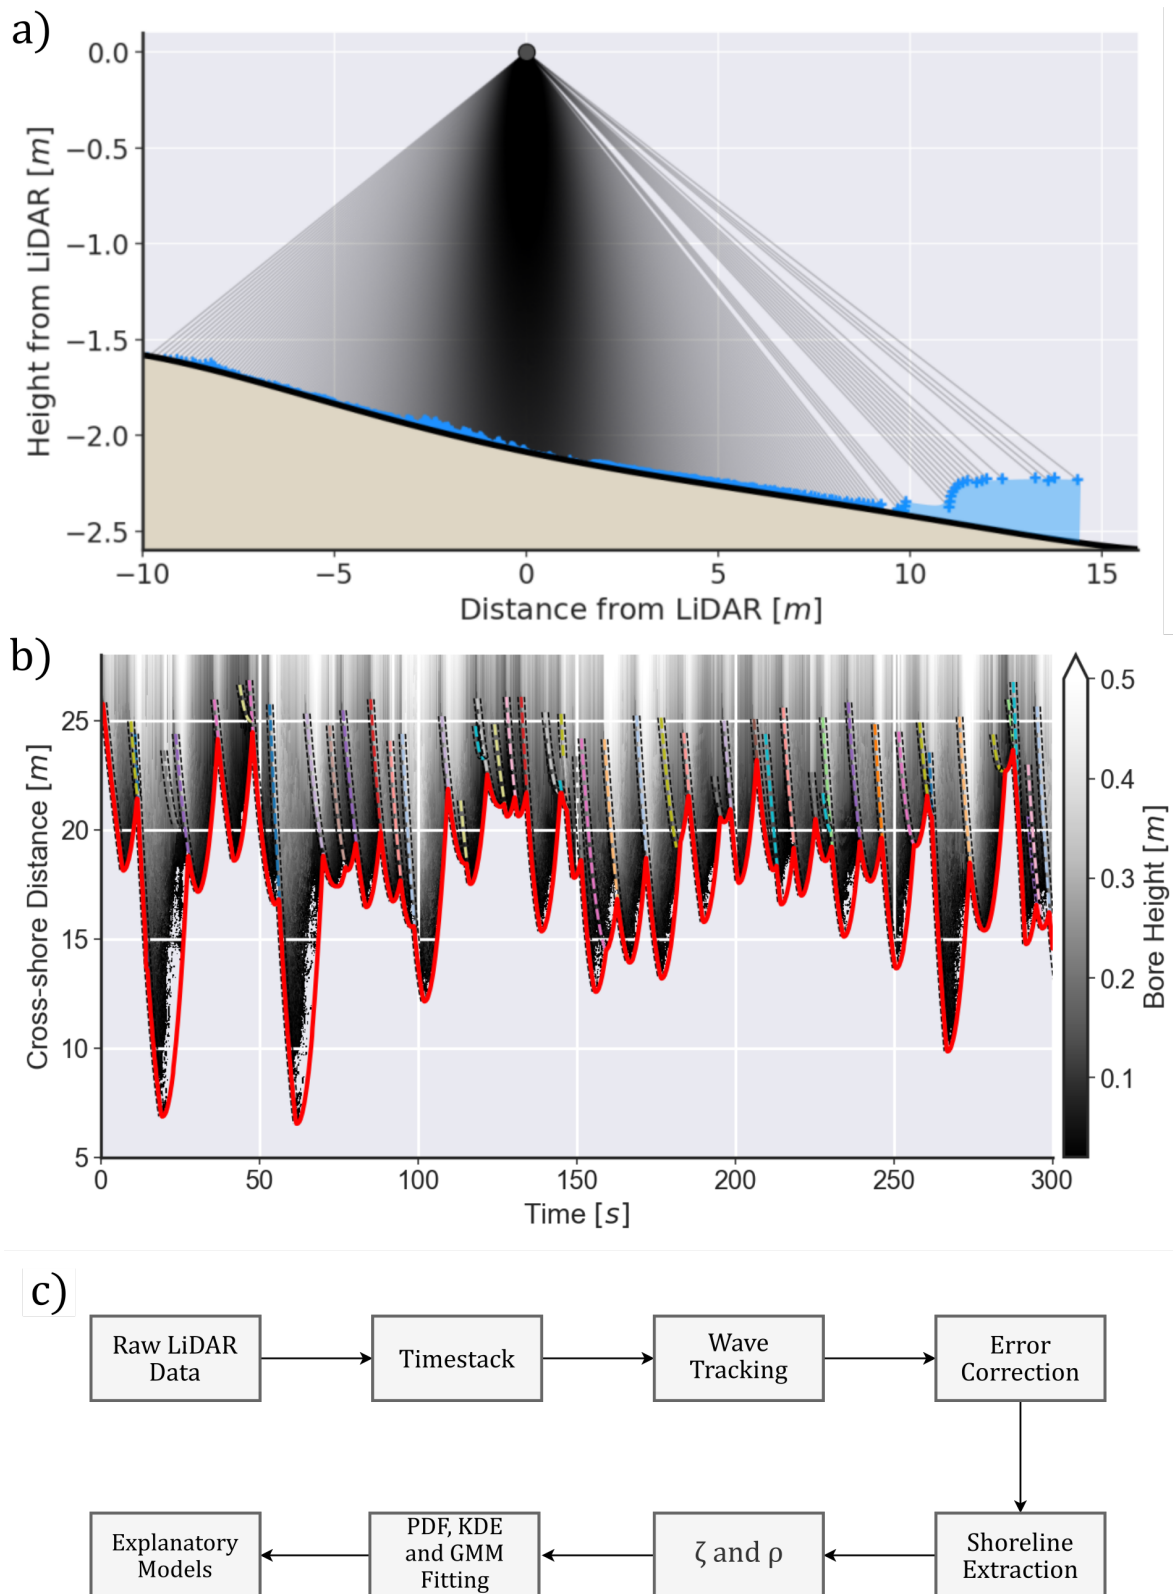 a)
Height from LiDAR [m]
0.0
−0.5
−1.0
−1.5
−2.0
−2.5
−10
−5
0
5
10
15
Distance from LiDAR [m]
b)
Cross-shore Distance [m]
25
20
15
10
5
0
50
100
150
200
250
300
Time [s]
0.5
0.4
0.3
0.2
0.1
Bore Height [m]
c)
Raw LiDAR
Data
Timestack
Wave
Tracking
Error
Correction
Explanatory
Models
PDF, KDE
and GMM
Fitting
ζ and ρ
Shoreline
Extraction